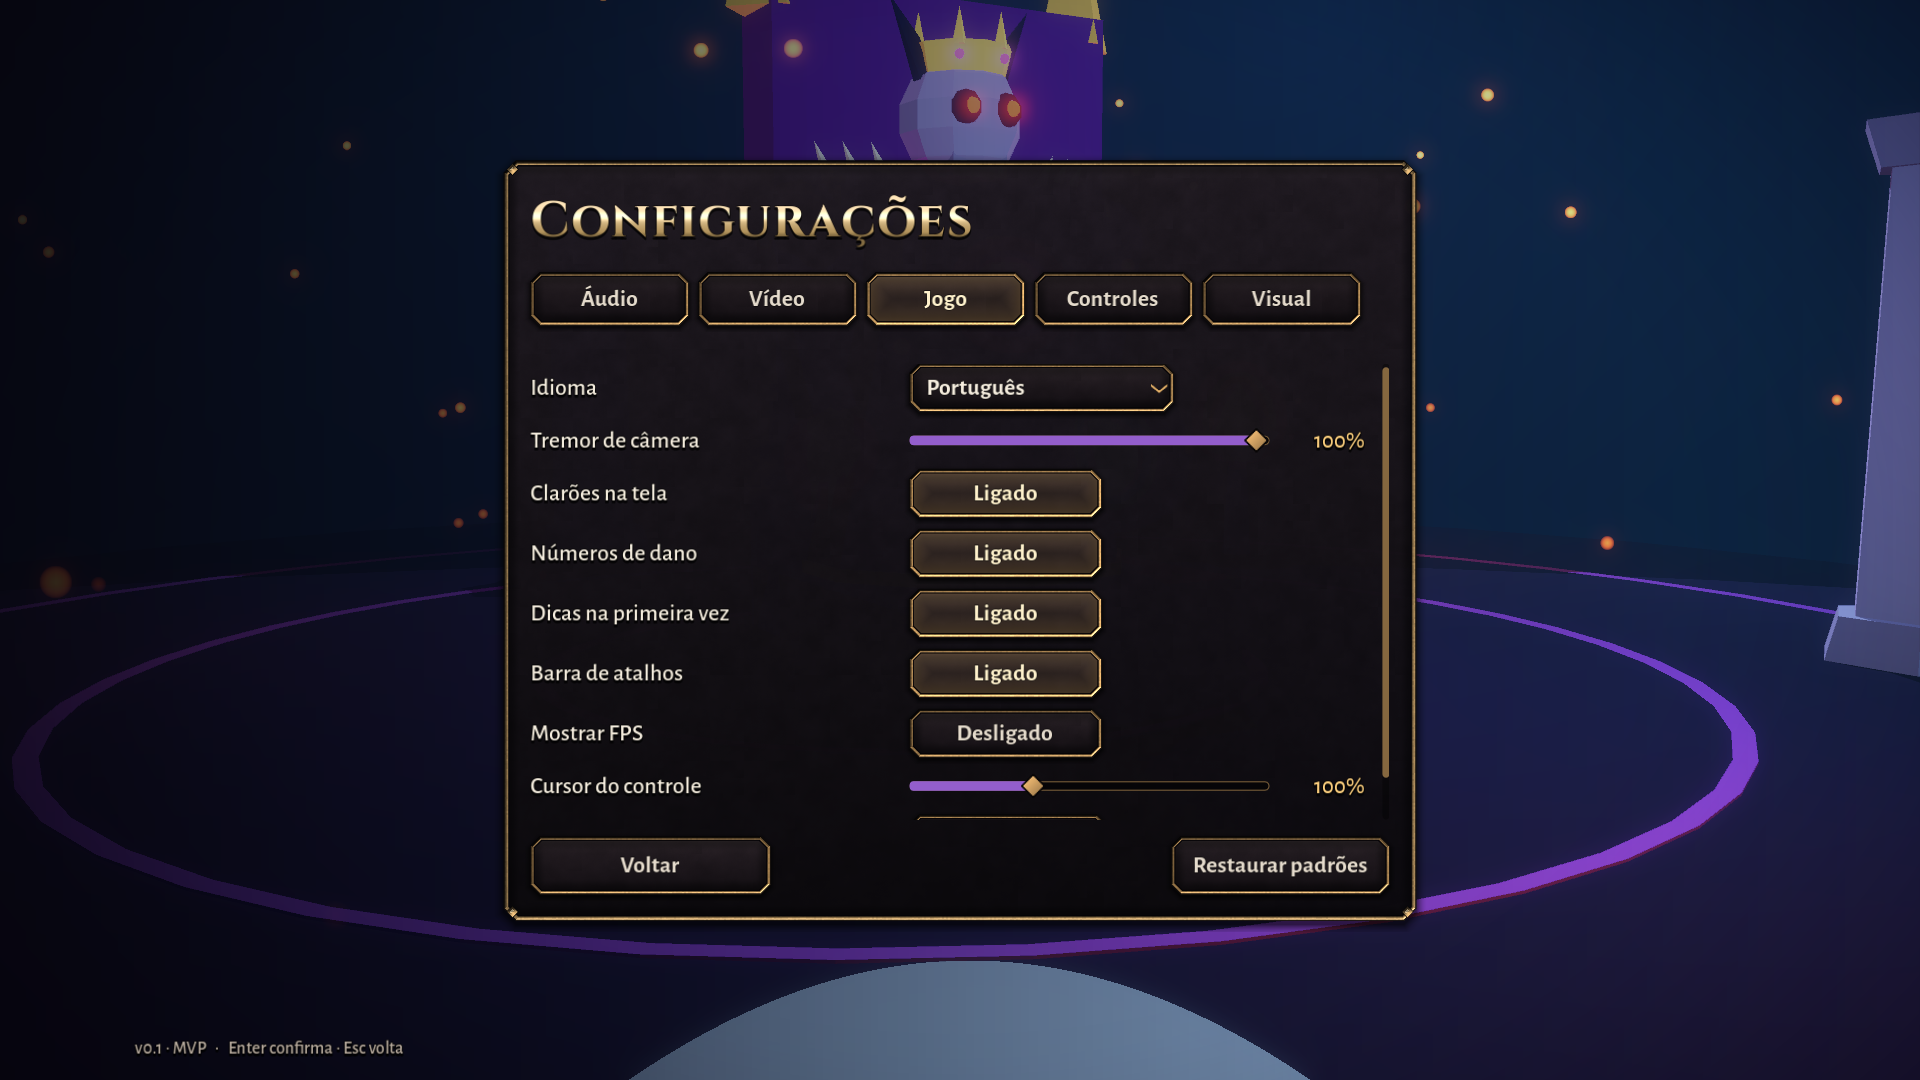 Configurações
Áudio
Vídeo
Jogo
Controles
Visual
Idioma
Português
Tremor de câmera
100%
Clarões na tela
Ligado
Números de dano
Ligado
Dicas na primeira vez
Ligado
Barra de atalhos
Ligado
Mostrar FPS
Desligado
Cursor do controle
100%
Voltar
Restaurar padrões
v0.1 · MVP · Enter confirma · Esc volta